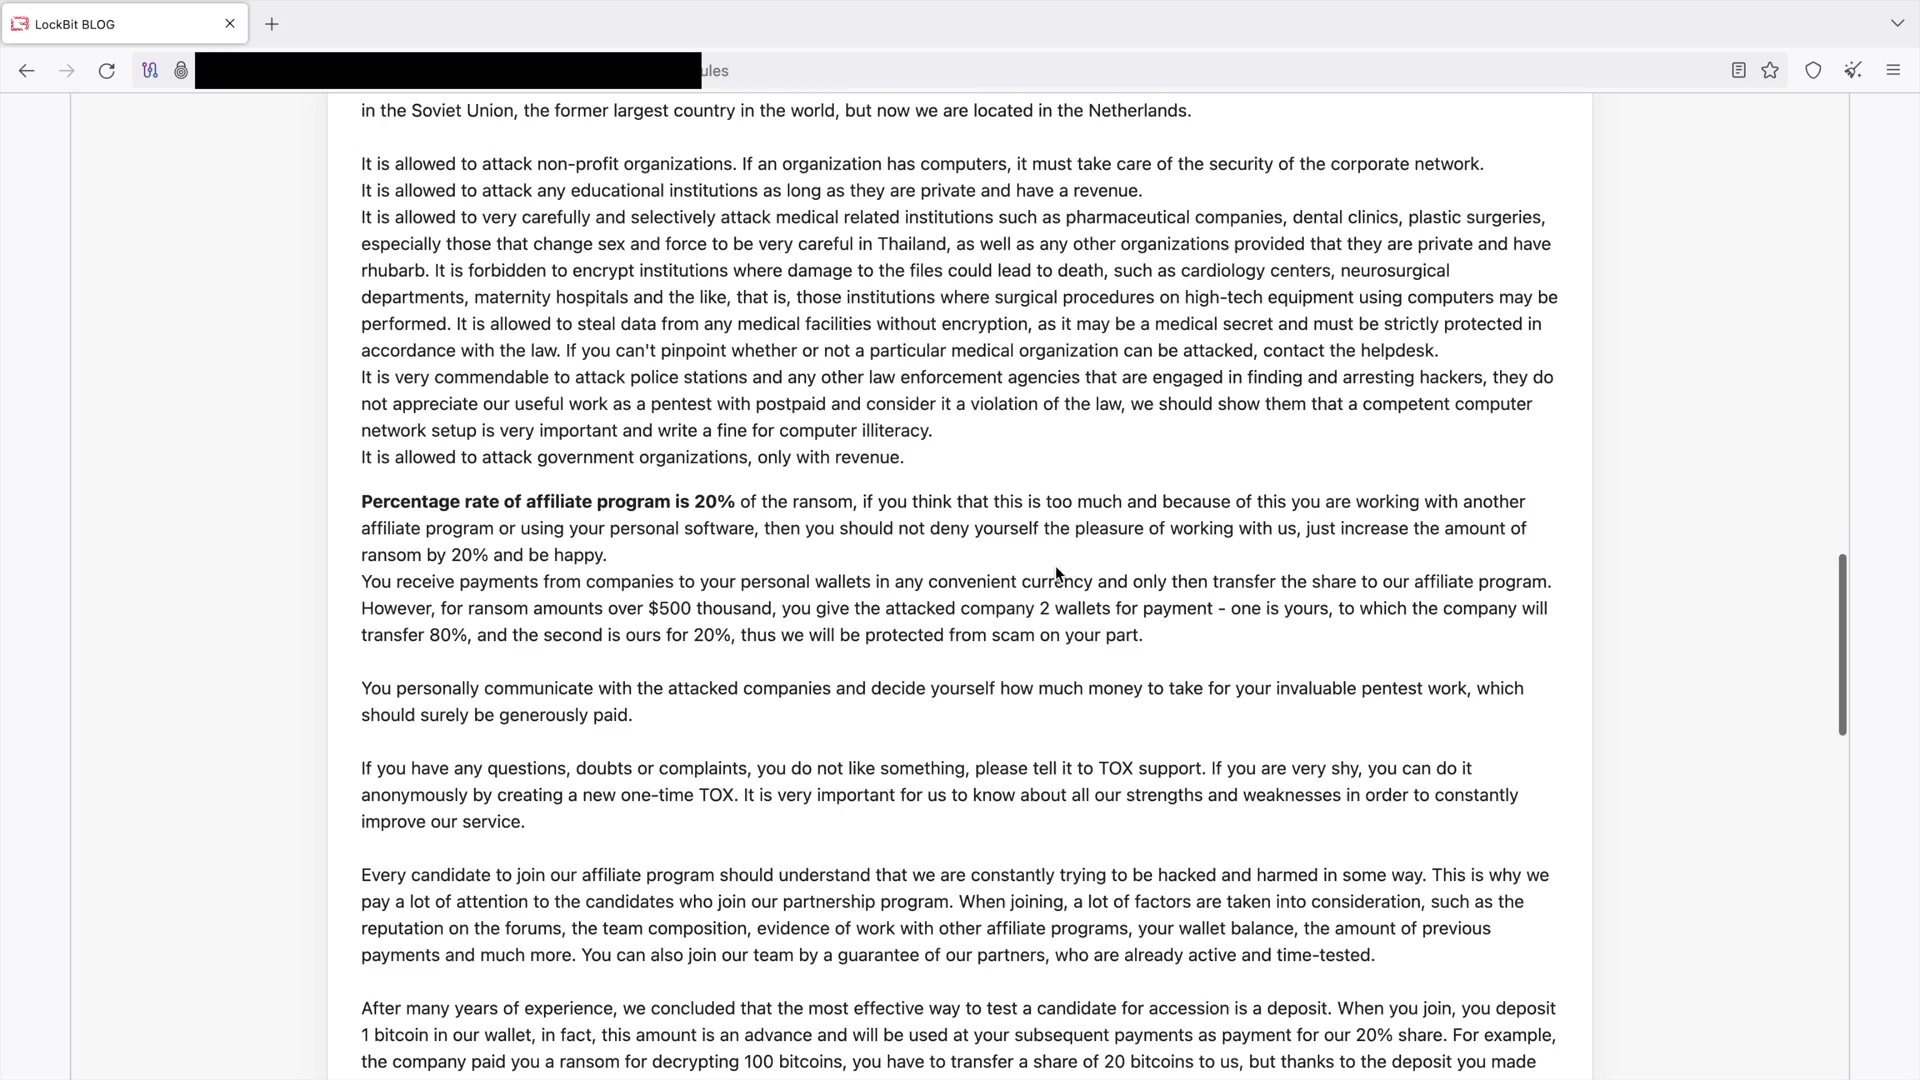 LockBit BLOG
ules
in the Soviet Union, the former largest country in the world, but now we are located in the Netherlands.
It is allowed to attack non-profit organizations. If an organization has computers, it must take care of the security of the corporate network.
It is allowed to attack any educational institutions as long as they are private and have a revenue.
It is allowed to very carefully and selectively attack medical related institutions such as pharmaceutical companies, dental clinics, plastic surgeries,
especially those that change sex and force to be very careful in Thailand, as well as any other organizations provided that they are private and have
rhubarb. It is forbidden to encrypt institutions where damage to the files could lead to death, such as cardiology centers, neurosurgical
departments, maternity hospitals and the like, that is, those institutions where surgical procedures on high-tech equipment using computers may be
performed. It is allowed to steal data from any medical facilities without encryption, as it may be a medical secret and must be strictly protected in
accordance with the law. If you can't pinpoint whether or not a particular medical organization can be attacked, contact the helpdesk.
It is very commendable to attack police stations and any other law enforcement agencies that are engaged in finding and arresting hackers, they do
not appreciate our useful work as a pentest with postpaid and consider it a violation of the law, we should show them that a competent computer
network setup is very important and write a fine for computer illiteracy.
It is allowed to attack government organizations, only with revenue.
Percentage rate of affiliate program is 20% of the ransom, if you think that this is too much and because of this you are working with another
affiliate program or using your personal software, then you should not deny yourself the pleasure of working with us, just increase the amount of
ransom by 20% and be happy.
You receive payments from companies to your personal wallets in any convenient currency and only then transfer the share to our affiliate program.
However, for ransom amounts over $500 thousand, you give the attacked company 2 wallets for payment - one is yours, to which the company will
transfer 80%, and the second is ours for 20%, thus we will be protected from scam on your part.
You personally communicate with the attacked companies and decide yourself how much money to take for your invaluable pentest work, which
should surely be generously paid.
If you have any questions, doubts or complaints, you do not like something, please tell it to TOX support. If you are very shy, you can do it
anonymously by creating a new one-time TOX. It is very important for us to know about all our strengths and weaknesses in order to constantly
improve our service.
Every candidate to join our affiliate program should understand that we are constantly trying to be hacked and harmed in some way. This is why we
pay a lot of attention to the candidates who join our partnership program. When joining, a lot of factors are taken into consideration, such as the
reputation on the forums, the team composition, evidence of work with other affiliate programs, your wallet balance, the amount of previous
payments and much more. You can also join our team by a guarantee of our partners, who are already active and time-tested.
After many years of experience, we concluded that the most effective way to test a candidate for accession is a deposit. When you join, you deposit
1 bitcoin in our wallet, in fact, this amount is an advance and will be used at your subsequent payments as payment for our 20% share. For example,
the company paid you a ransom for decrypting 100 bitcoins, you have to transfer a share of 20 bitcoins to us, but thanks to the deposit you made